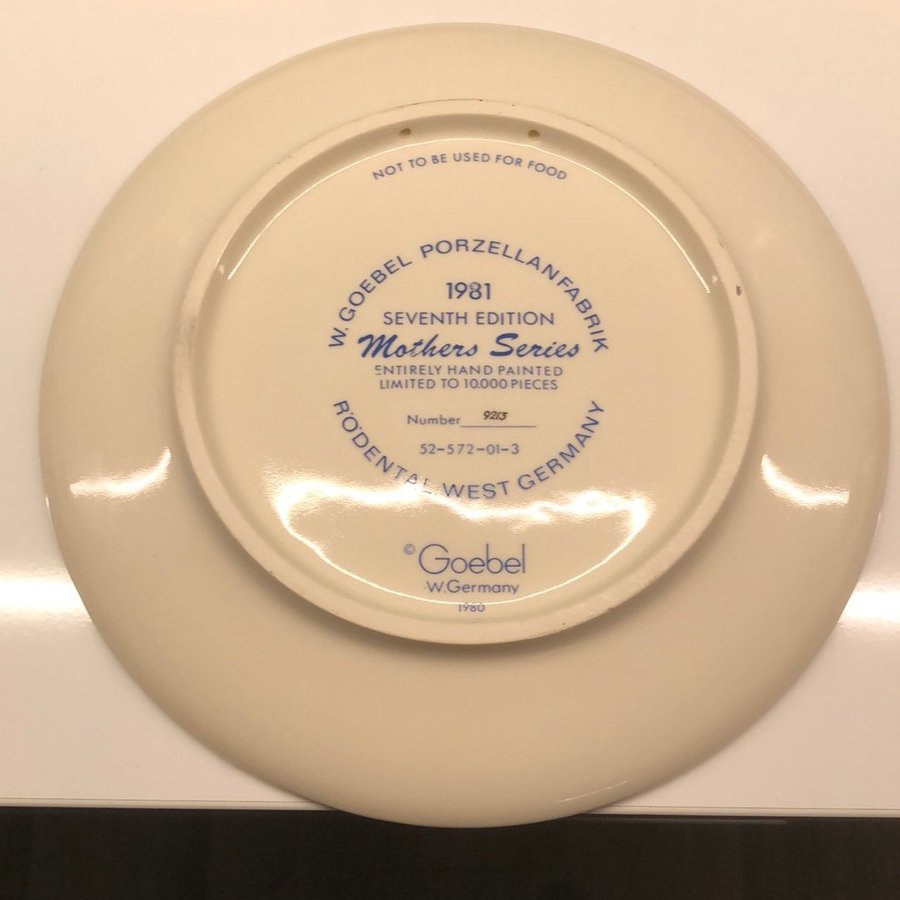 NOT TO BE USED FOR FOOD
W. GOEBEL PORZELLANFABRIK
1981
SEVENTH EDITION
Mothers Series
ENTIRELY HAND PAINTED
LIMITED TO 10.000 PIECES
Number 9213
52-572-01-3
RÖDENTAL WEST GERMANY
© Goebel
W.Germany
1980